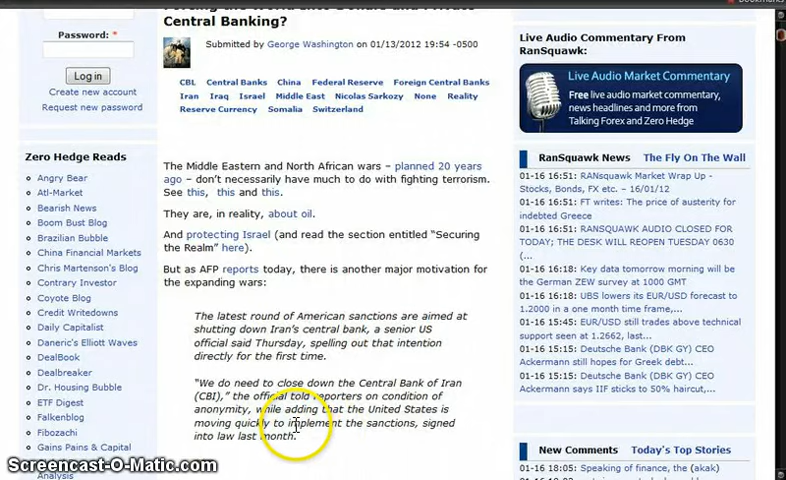 Password: *
Log in
Create new account
Request new password
Zero Hedge Reads
Angry Bear
Atl-Market
Bearish News
Boom Bust Blog
Brazilian Bubble
China Financial Markets
Chris Martenson's Blog
Contrary Investor
Coyote Blog
Credit Writedowns
Daily Capitalist
Daneric's Elliott Waves
DealBook
Dealbreaker
Dr. Housing Bubble
ETF Digest
Falkenblog
Fibozachi
Gains Pains & Capital
Analysis
Forcing the World Into Dollars and Private
Central Banking?
Submitted by George Washington on 01/13/2012 19:54 -0500
CBL Central Banks China Federal Reserve Foreign Central Banks
Iran Iraq Israel Middle East Nicolas Sarkozy None Reality
Reserve Currency Somalia Switzerland
The Middle Eastern and North African wars – planned 20 years
ago – don't necessarily have much to do with fighting terrorism.
See this, this and this.
They are, in reality, about oil.
And protecting Israel (and read the section entitled "Securing
the Realm" here).
But as AFP reports today, there is another major motivation for
the expanding wars:
The latest round of American sanctions are aimed at
shutting down Iran's central bank, a senior US
official said Thursday, spelling out that intention
directly for the first time.
"We do need to close down the Central Bank of Iran
(CBI)," the official told reporters on condition of
anonymity, while adding that the United States is
moving quickly to implement the sanctions, signed
into law last month.
Live Audio Commentary From
RanSquawk:
Live Audio Market Commentary
Free live audio market commentary,
news headlines and more from
Talking Forex and Zero Hedge
RanSquawk News The Fly On The Wall
01-16 16:51: RANsquawk Market Wrap Up -
Stocks, Bonds, FX etc. – 16/01/12
01-16 16:51: FT writes: The price of austerity for
indebted Greece
01-16 16:51: RANSQUAWK AUDIO CLOSED FOR
TODAY; THE DESK WILL REOPEN TUESDAY 0630
(...
01-16 16:18: Key data tomorrow morning will be
the German ZEW survey at 1000 GMT
01-16 16:18: UBS lowers its EUR/USD forecast to
1.2000 in a one month time frame,...
01-16 15:45: EUR/USD still trades above technical
support seen at 1.2662, last...
01-16 15:15: Deutsche Bank (DBK GY) CEO
Ackermann hopes for Greek debt...
01-16 15:15: Deutsche Bank (DBK GY) CEO
Ackermann says IIF sticks to 50% haircut,...
New Comments Today's Top Stories
01-16 18:05: Speaking of finance, the (akak)
Screencast-O-Matic.com